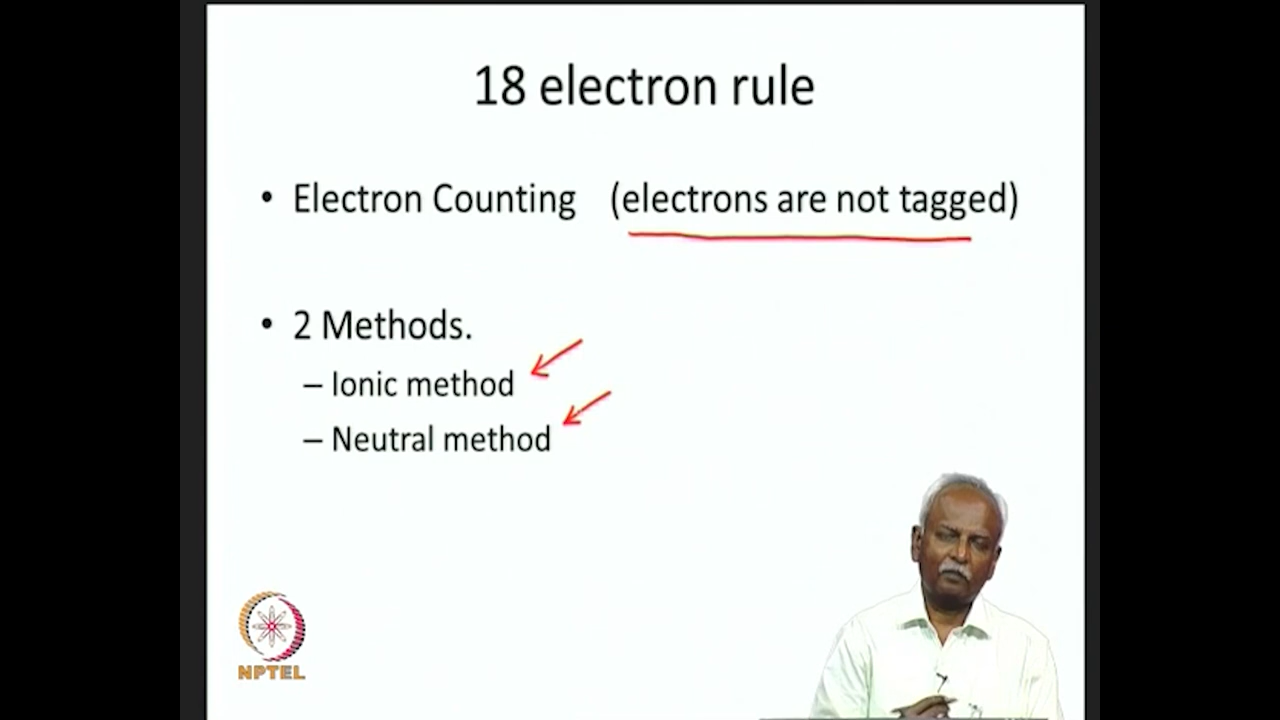 18 electron rule
• Electron Counting (electrons are not tagged)
• 2 Methods.
– Ionic method
– Neutral method
NPTEL